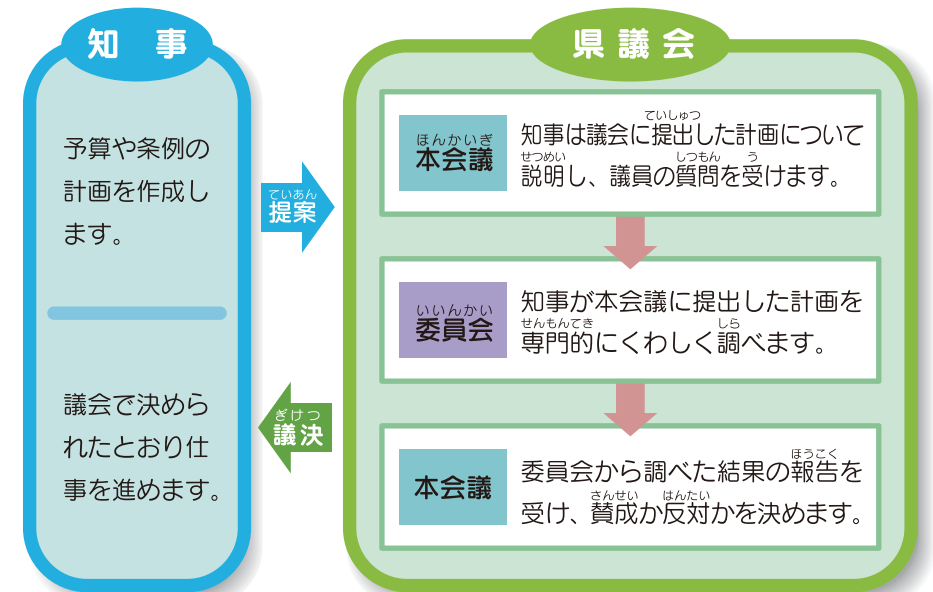 知事
予算や条例の
計画を作成し
ます。
議会で決めら
れたとおり仕
事を進めます。
ていあん
提案
ぎけつ
議決
県議会
ほんかいぎ
本会議
ていしゅつ
知事は議会に提出した計画について
せつめい しつもん う
説明し、議員の質問を受けます。
いいんかい
委員会
知事が本会議に提出した計画を
せんもんてき しら
専門的にくわしく調べます。
本会議
ほうこく
委員会から調べた結果の報告を
さんせい はんたい
受け、賛成か反対かを決めます。